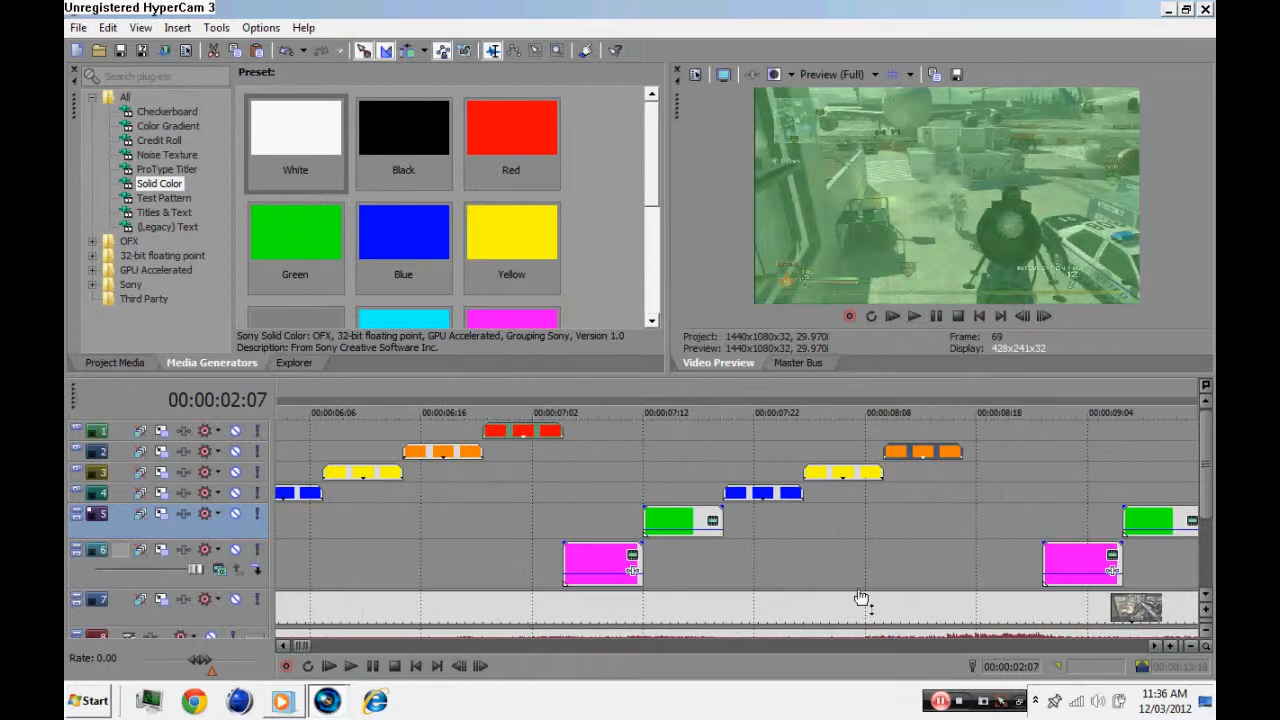 Unregistered HyperCam 3
File Edit View Insert Tools Options Help
Search plug-ins
Preset:
Preview (Full)
All
Checkerboard
Color Gradient
Credit Roll
Noise Texture
ProType Titler
Solid Color
Test Pattern
Titles & Text
(Legacy) Text
OFX
32-bit floating point
GPU Accelerated
Sony
Third Party
White Black Red
Green Blue Yellow
Sony Solid Color: OFX, 32-bit floating point, GPU Accelerated, Grouping Sony, Version 1.0
Description: From Sony Creative Software Inc.
Project Media Media Generators Explorer
12
Project: 1440x1080x32, 29.970i Frame: 69
Preview: 1440x1080x32, 29.970i Display: 428x241x32
Video Preview Master Bus
00:00:02:07
00:00:06:06 00:00:06:16 00:00:07:02 00:00:07:12 00:00:07:22 00:00:08:08 00:00:08:18 00:00:09:04
1
2
3
4
5
6
7
8
Rate: 0.00
00:00:02:07 00:00:13:18
Start
11:36 AM
12/03/2012